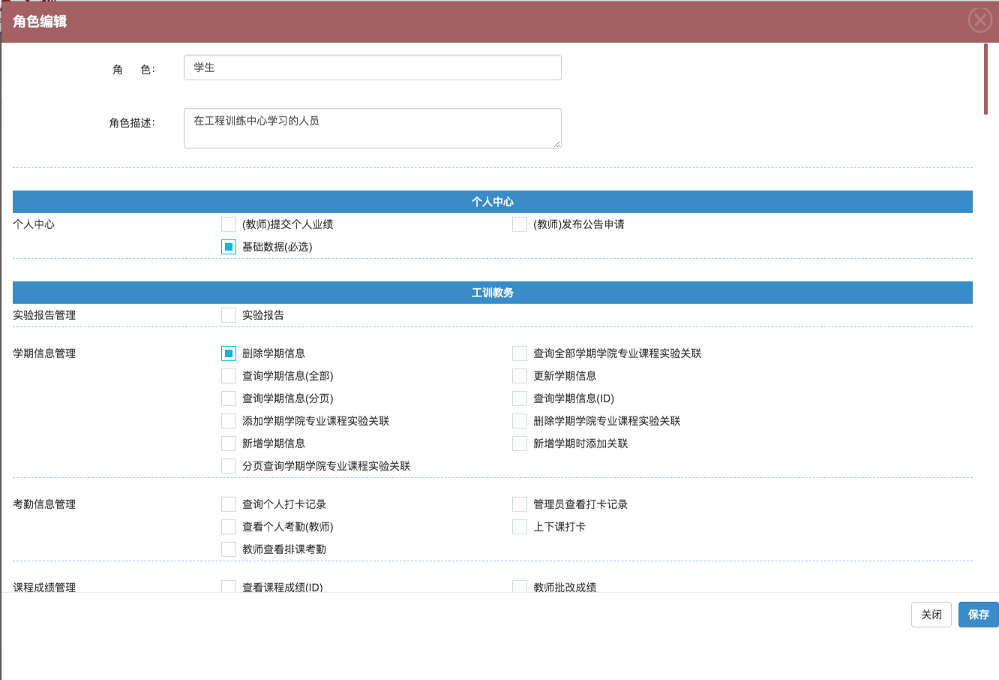 角色编辑
角 色：
学生
角色描述：
在工程训练中心学习的人员
个人中心
个人中心
(教师)提交个人业绩
(教师)发布公告申请
基础数据(必选)
工训教务
实验报告管理
实验报告
学期信息管理
删除学期信息
查询全部学期学院专业课程实验关联
查询学期信息(全部)
更新学期信息
查询学期信息(分页)
查询学期信息(ID)
添加学期学院专业课程实验关联
删除学期学院专业课程实验关联
新增学期信息
新增学期时添加关联
分页查询学期学院专业课程实验关联
考勤信息管理
查询个人打卡记录
管理员查看打卡记录
查看个人考勤(教师)
上下课打卡
教师查看排课考勤
课程成绩管理
查看课程成绩(ID)
教师批改成绩
关闭
保存